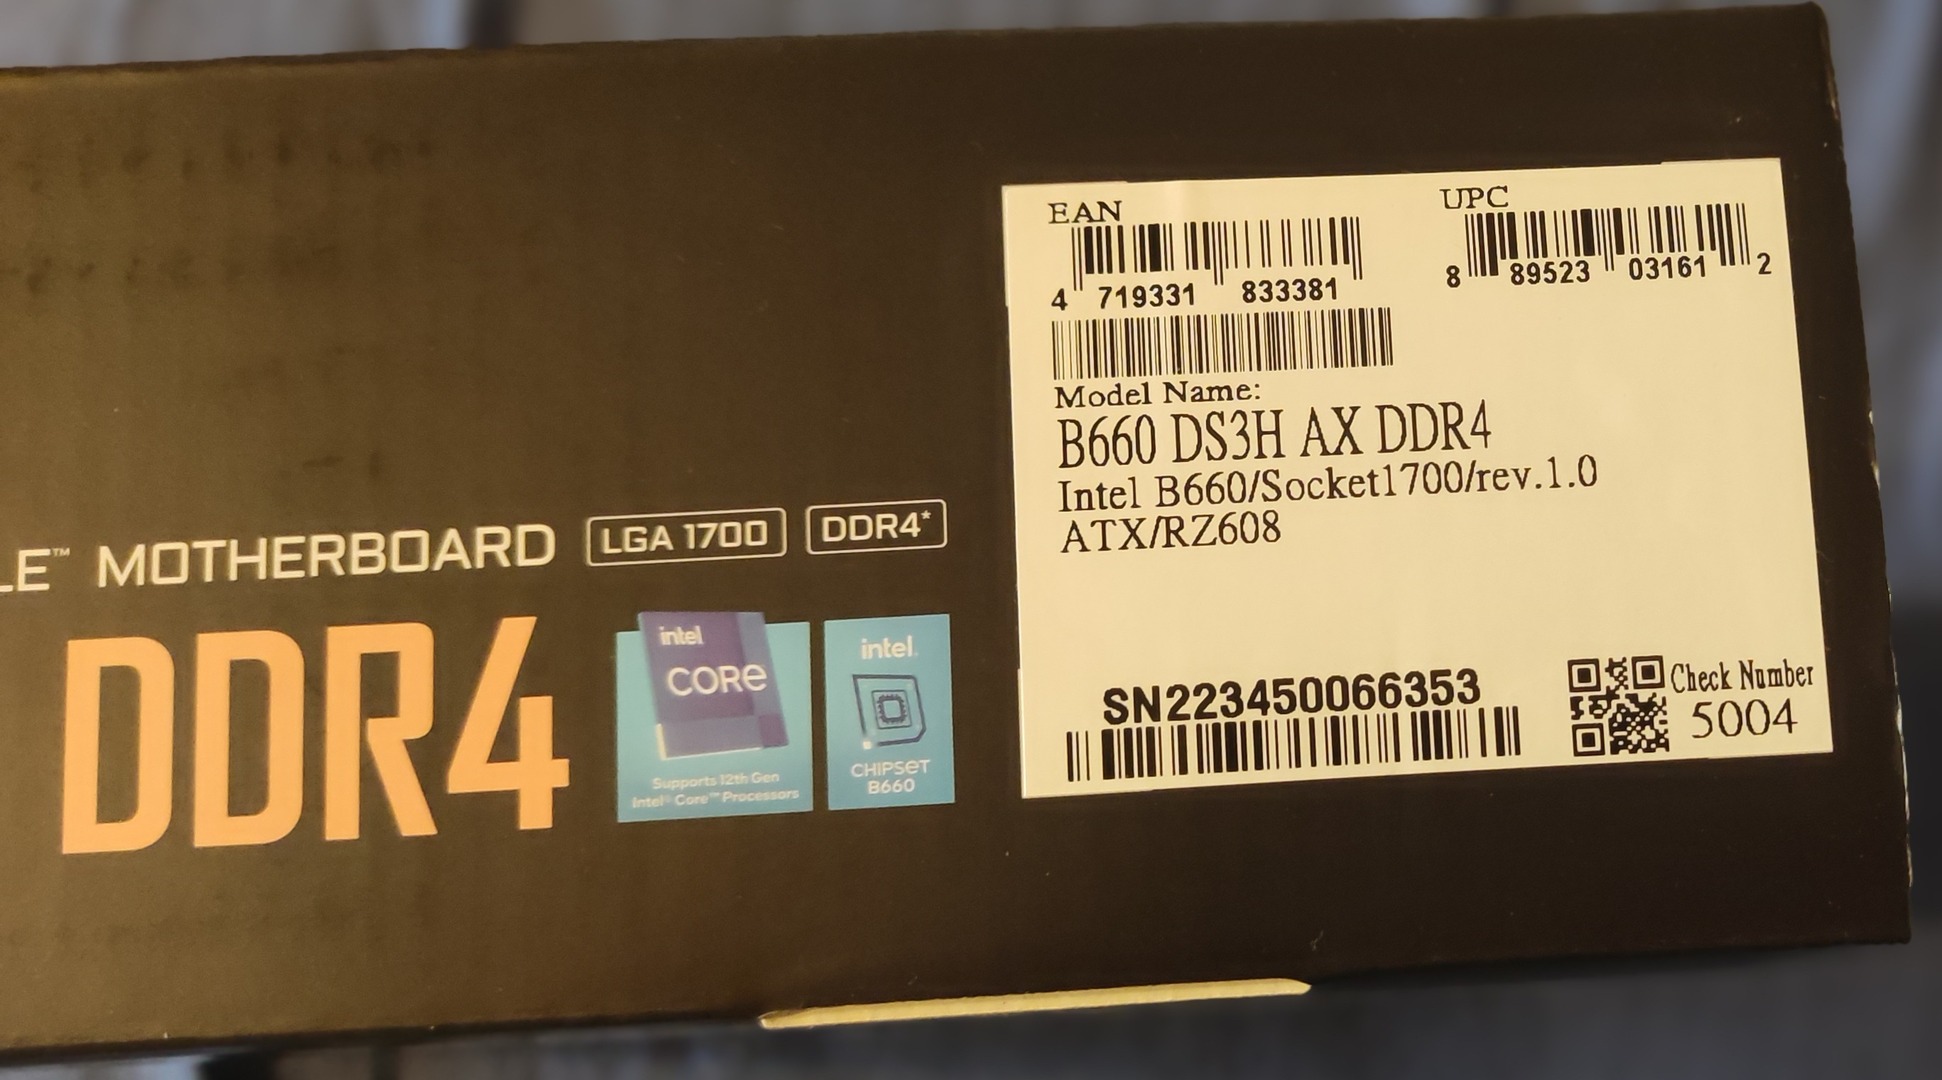 LE™ MOTHERBOARD LGA 1700 DDR4*
DDR4
intel
CORE
Supports 12th Gen
Intel® Core™ Processors
intel.
CHIPSET
B660
EAN
4 719331 833381
UPC
8 89523 03161 2
Model Name:
B660 DS3H AX DDR4
Intel B660/Socket1700/rev.1.0
ATX/RZ608
SN223450066353
Check Number
5004